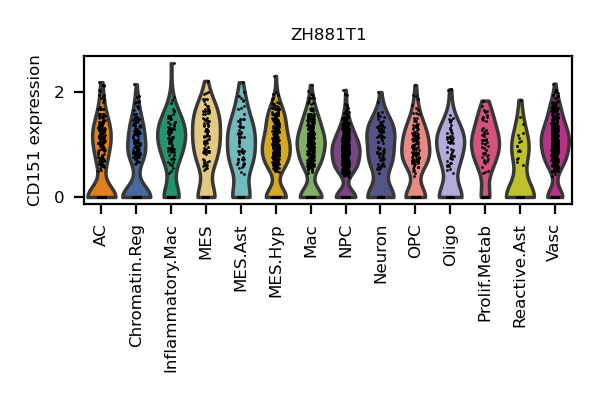 ZH881T1
CD151 expression
2
0
AC
Chromatin.Reg
Inflammatory.Mac
MES
MES.Ast
MES.Hyp
Mac
NPC
Neuron
OPC
Oligo
Prolif.Metab
Reactive.Ast
Vasc